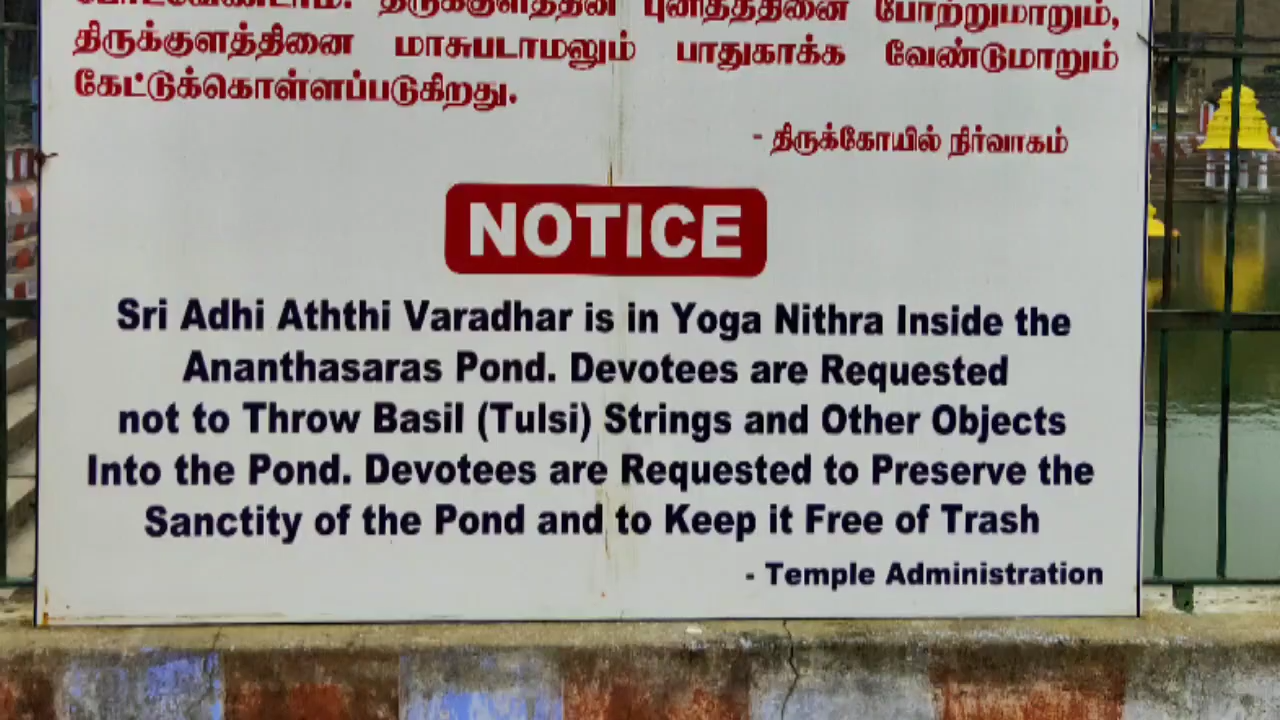 திருக்குளத்தின் புனிதத்தினை போற்றுமாறும்,
திருக்குளத்தினை மாசுபடாமலும் பாதுகாக்க வேண்டுமாறும்
கேட்டுக்கொள்ளப்படுகிறது.
- திருக்கோயில் நிர்வாகம்
NOTICE
Sri Adhi Aththi Varadhar is in Yoga Nithra Inside the
Ananthasaras Pond. Devotees are Requested
not to Throw Basil (Tulsi) Strings and Other Objects
Into the Pond. Devotees are Requested to Preserve the
Sanctity of the Pond and to Keep it Free of Trash
- Temple Administration